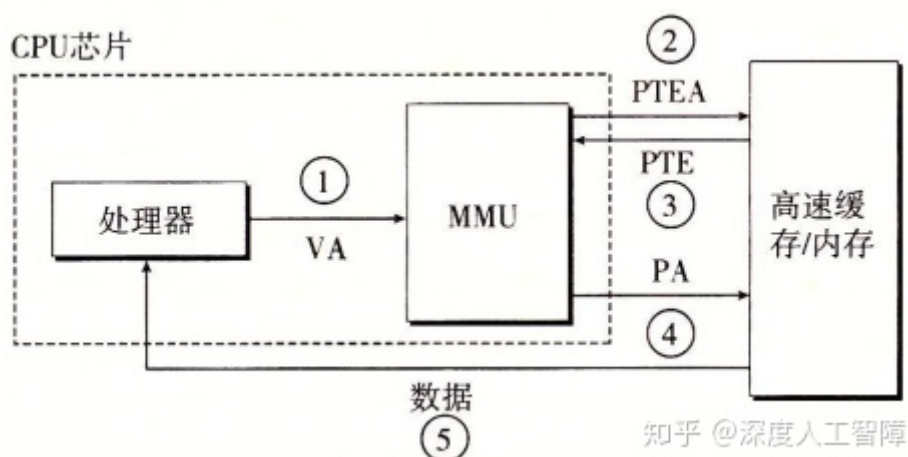 CPU芯片
②
PTEA
①
PTE
处理器
MMU
③
高速缓
存/内存
VA
PA
④
数据
⑤
知乎 @深度人工智障